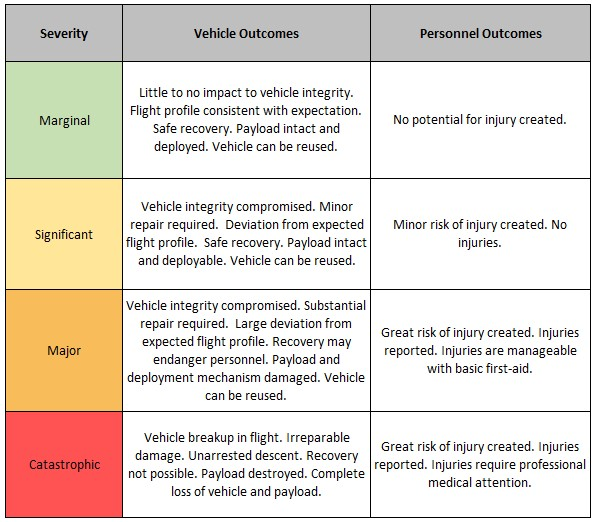 Severity
Vehicle Outcomes
Personnel Outcomes
Marginal
Little to no impact to vehicle integrity.
Flight profile consistent with expectation.
Safe recovery. Payload intact and
deployed. Vehicle can be reused.
No potential for injury created.
Significant
Vehicle integrity compromised. Minor
repair required.  Deviation from expected
flight profile.  Safe recovery. Payload intact
and deployable. Vehicle can be reused.
Minor risk of injury created. No
injuries.
Major
Vehicle integrity compromised. Substantial
repair required.  Large deviation from
expected flight profile. Recovery may
endanger personnel. Payload and
deployment mechanism damaged. Vehicle
can be reused.
Great risk of injury created. Injuries
reported. Injuries are manageable
with basic first-aid.
Catastrophic
Vehicle breakup in flight. Irreparable
damage. Unarrested descent. Recovery
not possible. Payload destroyed. Complete
loss of vehicle and payload.
Great risk of injury created. Injuries
reported. Injuries require professional
medical attention.